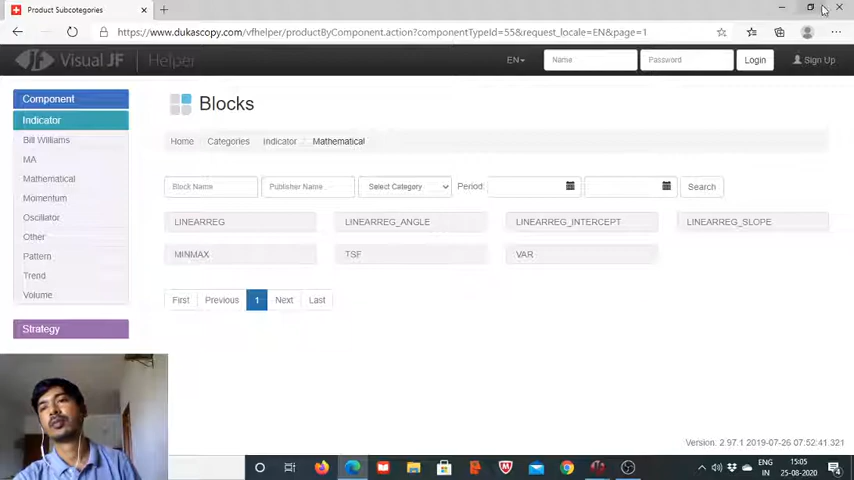 Product Subcategories
https://www.dukascopy.com/vfhelper/productByComponent.action?componentTypeId=55&request_locale=EN&page=1
Visual JF Helper
EN
Name
Password
Login
Sign Up
Component
Indicator
Bill Williams
MA
Mathematical
Momentum
Oscillator
Other
Pattern
Trend
Volume
Strategy
Blocks
Home Categories Indicator Mathematical
Block Name
Publisher Name
Select Category
Period:
Search
LINEARREG
LINEARREG_ANGLE
LINEARREG_INTERCEPT
LINEARREG_SLOPE
MINMAX
TSF
VAR
First Previous 1 Next Last
Version: 2.97.1 2019-07-26 07:52:41.321
ENG
IN
15:05
25-08-2020
4